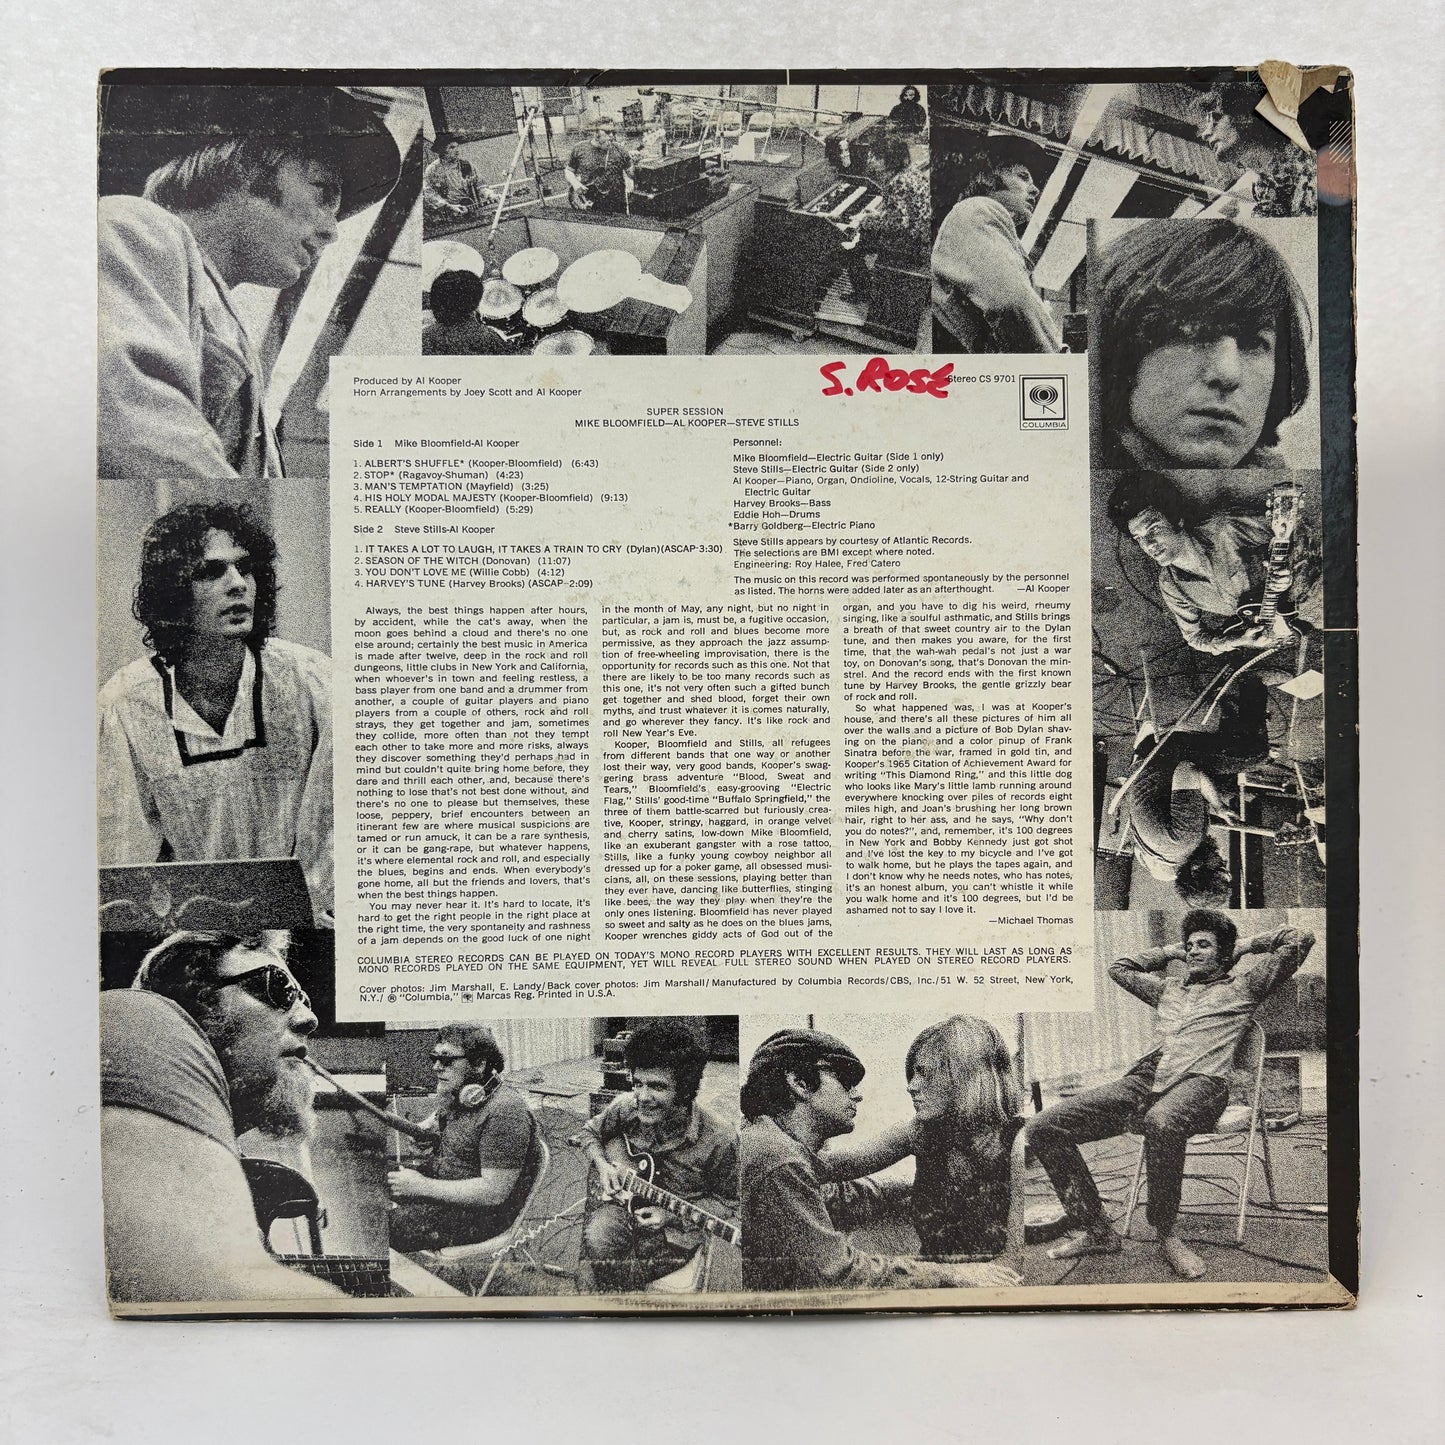 Produced by Al Kooper
Horn Arrangements by Joey Scott and Al Kooper
S. Rose
Stereo CS 9701
COLUMBIA
SUPER SESSION
MIKE BLOOMFIELD—AL KOOPER—STEVE STILLS
Side 1 Mike Bloomfield-Al Kooper
1. ALBERT'S SHUFFLE* (Kooper-Bloomfield) (6:43)
2. STOP* (Ragavoy-Shuman) (4:23)
3. MAN'S TEMPTATION (Mayfield) (3:25)
4. HIS HOLY MODAL MAJESTY (Kooper-Bloomfield) (9:13)
5. REALLY (Kooper-Bloomfield) (5:29)
Side 2 Steve Stills-Al Kooper
1. IT TAKES A LOT TO LAUGH, IT TAKES A TRAIN TO CRY (Dylan)(ASCAP-3:30)
2. SEASON OF THE WITCH (Donovan) (11:07)
3. YOU DON'T LOVE ME (Willie Cobb) (4:12)
4. HARVEY'S TUNE (Harvey Brooks) (ASCAP-2:09)
Personnel:
Mike Bloomfield—Electric Guitar (Side 1 only)
Steve Stills—Electric Guitar (Side 2 only)
Al Kooper—Piano, Organ, Ondioline, Vocals, 12-String Guitar and
Electric Guitar
Harvey Brooks—Bass
Eddie Hoh—Drums
*Barry Goldberg—Electric Piano
Steve Stills appears by courtesy of Atlantic Records.
The selections are BMI except where noted.
Engineering: Roy Halee, Fred Catero
The music on this record was performed spontaneously by the personnel
as listed. The horns were added later as an afterthought. —Al Kooper
Always, the best things happen after hours,
by accident, while the cat's away, when the
moon goes behind a cloud and there's no one
else around; certainly the best music in America
is made after twelve, deep in the rock and roll
dungeons, little clubs in New York and California,
when whoever's in town and feeling restless, a
bass player from one band and a drummer from
another, a couple of guitar players and piano
players from a couple of others, rock and roll
strays, they get together and jam, sometimes
they collide, more often than not they tempt
each other to take more and more risks, always
they discover something they'd perhaps had in
mind but couldn't quite bring home before, they
dare and thrill each other, and, because there's
nothing to lose that's not best done without, and
there's no one to please but themselves, these
loose, peppery, brief encounters between an
itinerant few are where musical suspicions are
tamed or run amuck, it can be a rare synthesis,
or it can be gang-rape, but whatever happens,
it's where elemental rock and roll, and especially
the blues, begins and ends. When everybody's
gone home, all but the friends and lovers, that's
when the best things happen.
You may never hear it. It's hard to locate, it's
hard to get the right people in the right place at
the right time, the very spontaneity and rashness
of a jam depends on the good luck of one night
in the month of May, any night, but no night in
particular, a jam is, must be, a fugitive occasion,
but, as rock and roll and blues become more
permissive, as they approach the jazz assump-
tion of free-wheeling improvisation, there is the
opportunity for records such as this one. Not that
there are likely to be too many records such as
this one, it's not very often such a gifted bunch
get together and shed blood, forget their own
myths, and trust whatever it is comes naturally,
and go wherever they fancy. It's like rock and
roll New Year's Eve.
Kooper, Bloomfield and Stills, all refugees
from different bands that one way or another
lost their way, very good bands, Kooper's swag-
gering brass adventure "Blood, Sweat and
Tears," Bloomfield's easy-grooving "Electric
Flag," Stills' good-time "Buffalo Springfield," the
three of them battle-scarred but furiously crea-
tive, Kooper, stringy, haggard, in orange velvet
and cherry satins, low-down Mike Bloomfield,
like an exuberant gangster with a rose tattoo,
Stills, like a funky young cowboy neighbor all
dressed up for a poker game, all obsessed musi-
cians, all, on these sessions, playing better than
they ever have, dancing like butterflies, stinging
like bees, the way they play when they're the
only ones listening. Bloomfield has never played
so sweet and salty as he does on the blues jams,
Kooper wrenches giddy acts of God out of the
organ, and you have to dig his weird, rheumy
singing, like a soulful asthmatic, and Stills brings
a breath of that sweet country air to the Dylan
tune, and then makes you aware, for the first
time, that the wah-wah pedal's not just a war
toy, on Donovan's song, that's Donovan the min-
strel. And the record ends with the first known
tune by Harvey Brooks, the gentle grizzly bear
of rock and roll.
So what happened was, I was at Kooper's
house, and there's all these pictures of him all
over the walls and a picture of Bob Dylan shav-
ing on the piano, and a color pinup of Frank
Sinatra before the war, framed in gold tin, and
Kooper's 1965 Citation of Achievement Award for
writing "This Diamond Ring," and this little dog
who looks like Mary's little lamb running around
everywhere knocking over piles of records eight
miles high, and Joan's brushing her long brown
hair, right to her ass, and he says, "Why don't
you do notes?", and, remember, it's 100 degrees
in New York and Bobby Kennedy just got shot
and I've lost the key to my bicycle and I've got
to walk home, but he plays the tapes again, and
I don't know why he needs notes, who has notes,
it's an honest album, you can't whistle it while
you walk home and it's 100 degrees, but I'd be
ashamed not to say I love it.
—Michael Thomas
COLUMBIA STEREO RECORDS CAN BE PLAYED ON TODAY'S MONO RECORD PLAYERS WITH EXCELLENT RESULTS. THEY WILL LAST AS LONG AS
MONO RECORDS PLAYED ON THE SAME EQUIPMENT, YET WILL REVEAL FULL STEREO SOUND WHEN PLAYED ON STEREO RECORD PLAYERS.
Cover photos: Jim Marshall, E. Landy/Back cover photos: Jim Marshall/Manufactured by Columbia Records/CBS, Inc./51 W. 52 Street, New York,
N.Y./ ® "Columbia," Marcas Reg. Printed in U.S.A.